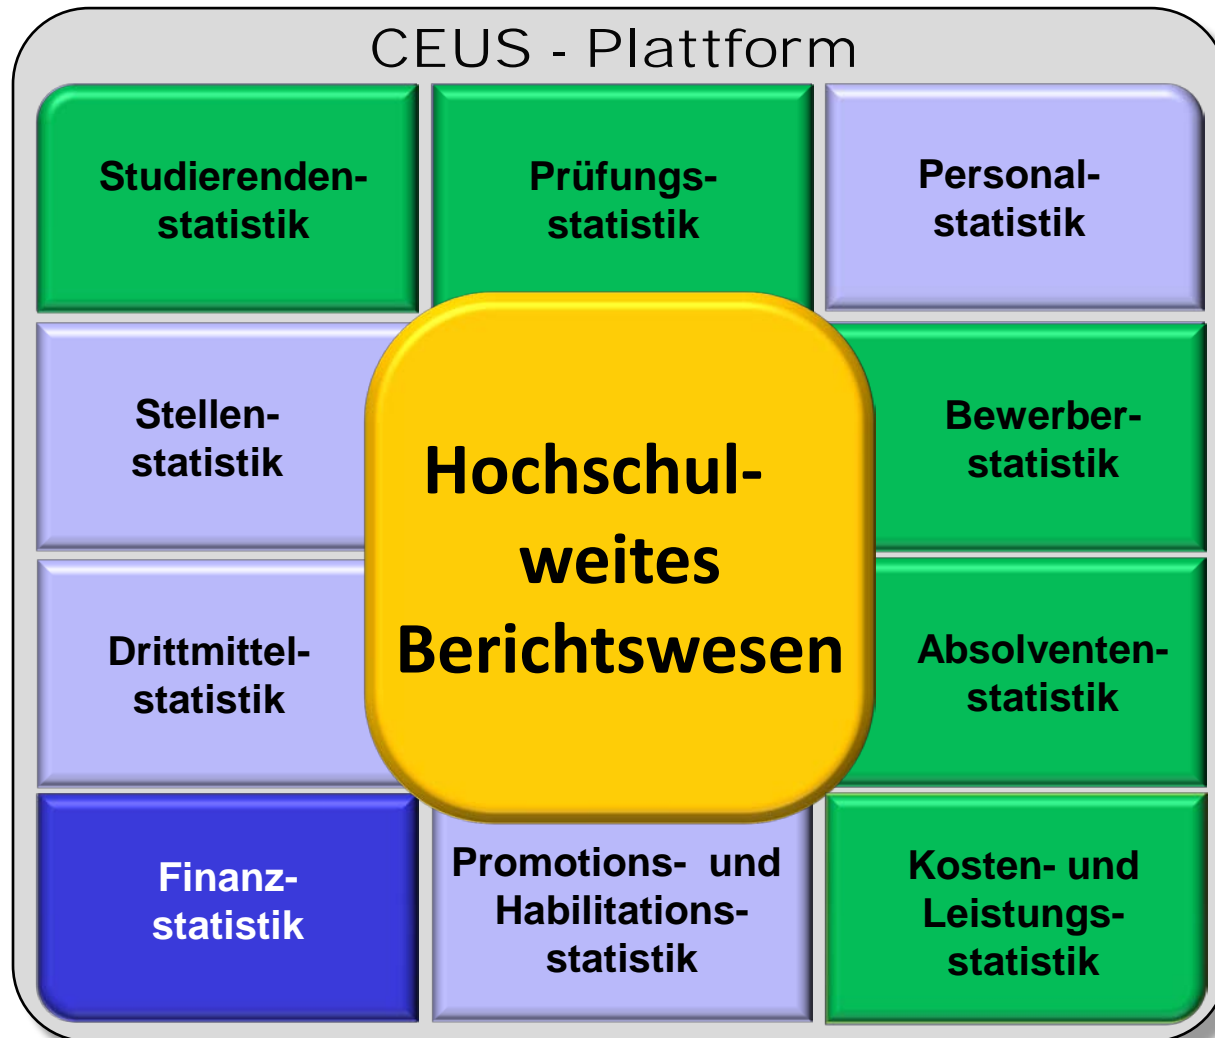 CEUS - Plattform
Studierenden-
statistik
Prüfungs-
statistik
Personal-
statistik
Stellen-
statistik
Hochschul-
weites
Berichtswesen
Bewerber-
statistik
Drittmittel-
statistik
Absolventen-
statistik
Finanz-
statistik
Promotions- und
Habilitations-
statistik
Kosten- und
Leistungs-
statistik